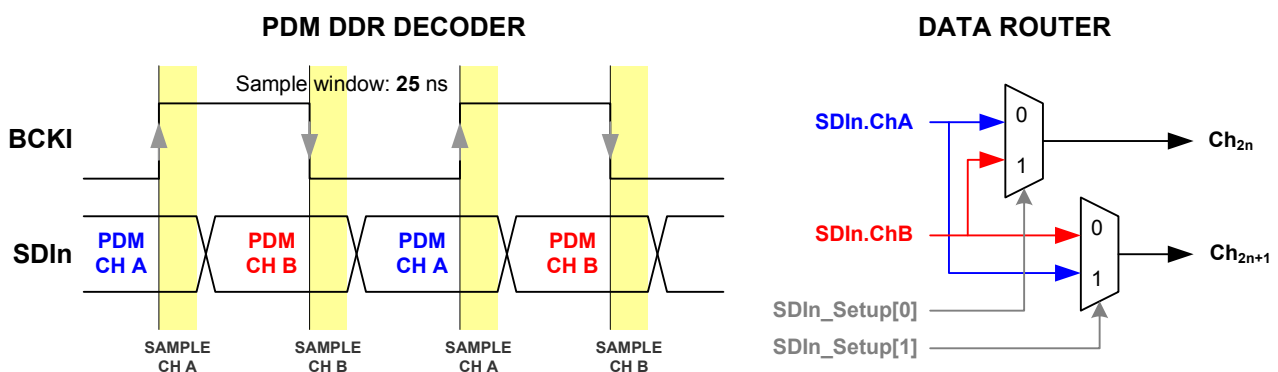 PDM DDR DECODER
Sample window: 25 ns
BCKI
SDIn
PDM CH A
PDM CH B
PDM CH A
PDM CH B
SAMPLE CH A
SAMPLE CH B
SAMPLE CH A
SAMPLE CH B
DATA ROUTER
SDIn.ChA
0
1
Ch2n
SDIn.ChB
0
1
Ch2n+1
SDIn_Setup[0]
SDIn_Setup[1]